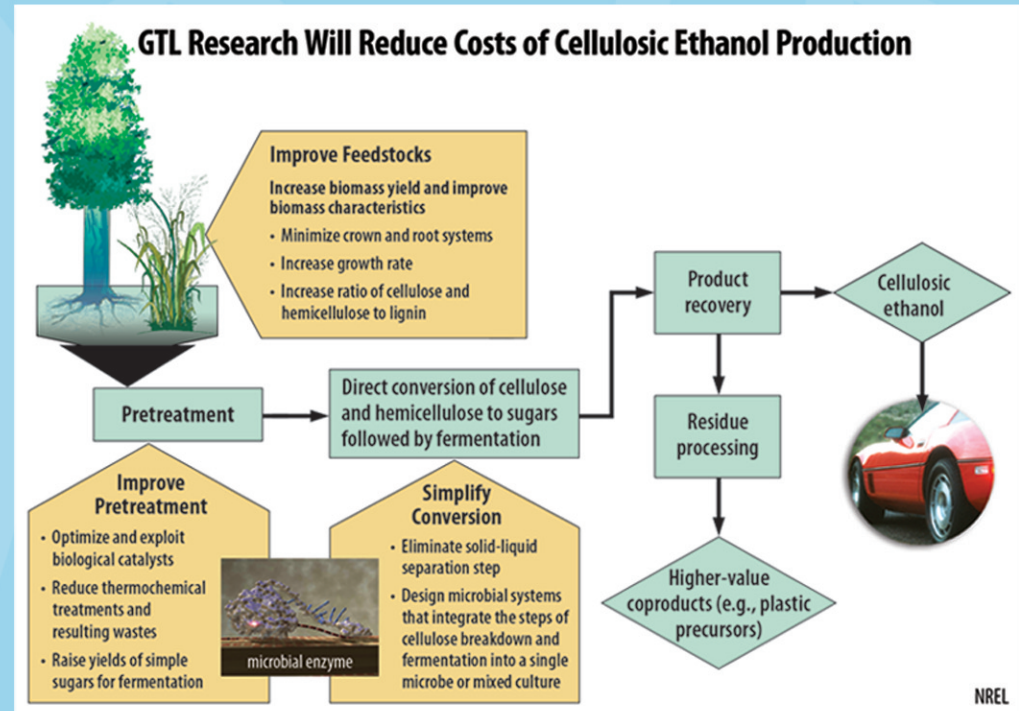 GTL Research Will Reduce Costs of Cellulosic Ethanol Production
Improve Feedstocks
Increase biomass yield and improve
biomass characteristics
• Minimize crown and root systems
• Increase growth rate
• Increase ratio of cellulose and
hemicellulose to lignin
Pretreatment
Direct conversion of cellulose
and hemicellulose to sugars
followed by fermentation
Product
recovery
Cellulosic
ethanol
Residue
processing
Higher-value
coproducts (e.g., plastic
precursors)
Improve
Pretreatment
• Optimize and exploit
biological catalysts
• Reduce thermochemical
treatments and
resulting wastes
• Raise yields of simple
sugars for fermentation
microbial enzyme
Simplify
Conversion
• Eliminate solid-liquid
separation step
• Design microbial systems
that integrate the steps of
cellulose breakdown and
fermentation into a single
microbe or mixed culture
NREL